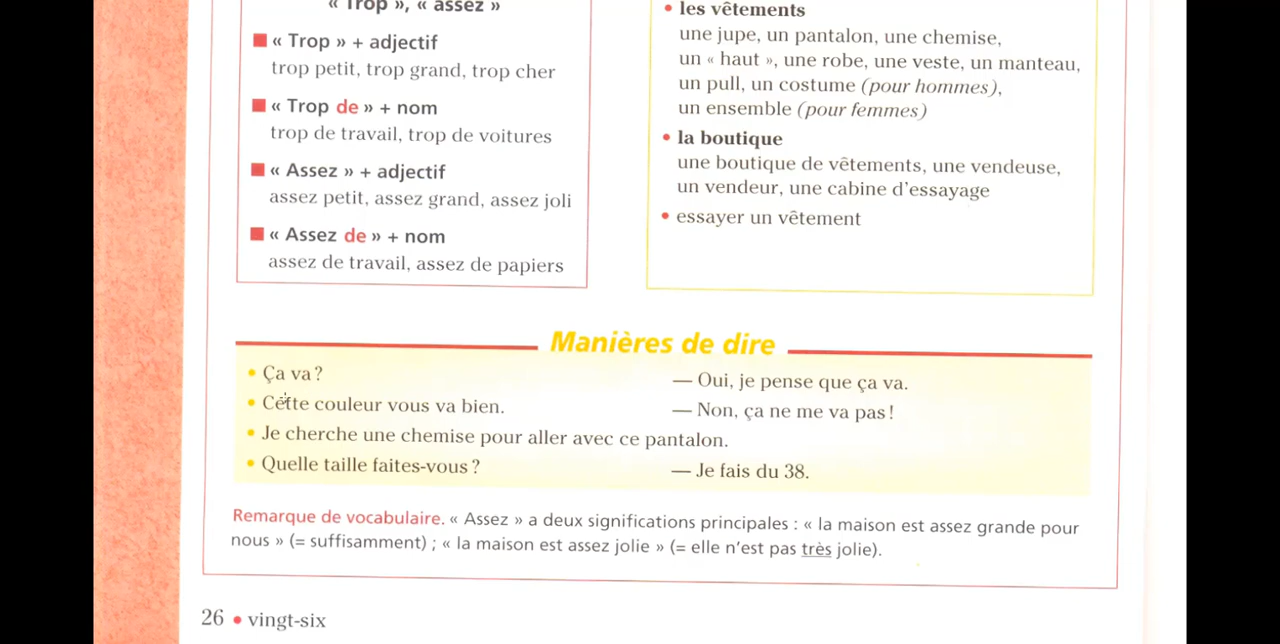 « Trop », « assez »
■ « Trop » + adjectif
trop petit, trop grand, trop cher
■ « Trop de » + nom
trop de travail, trop de voitures
■ « Assez » + adjectif
assez petit, assez grand, assez joli
■ « Assez de » + nom
assez de travail, assez de papiers
• les vêtements
une jupe, un pantalon, une chemise,
un « haut », une robe, une veste, un manteau,
un pull, un costume (pour hommes),
un ensemble (pour femmes)
• la boutique
une boutique de vêtements, une vendeuse,
un vendeur, une cabine d'essayage
• essayer un vêtement
Manières de dire
• Ça va ? — Oui, je pense que ça va.
• Cette couleur vous va bien. — Non, ça ne me va pas !
• Je cherche une chemise pour aller avec ce pantalon.
• Quelle taille faites-vous ? — Je fais du 38.
Remarque de vocabulaire. « Assez » a deux significations principales : « la maison est assez grande pour
nous » (= suffisamment) ; « la maison est assez jolie » (= elle n'est pas très jolie).
26 • vingt-six